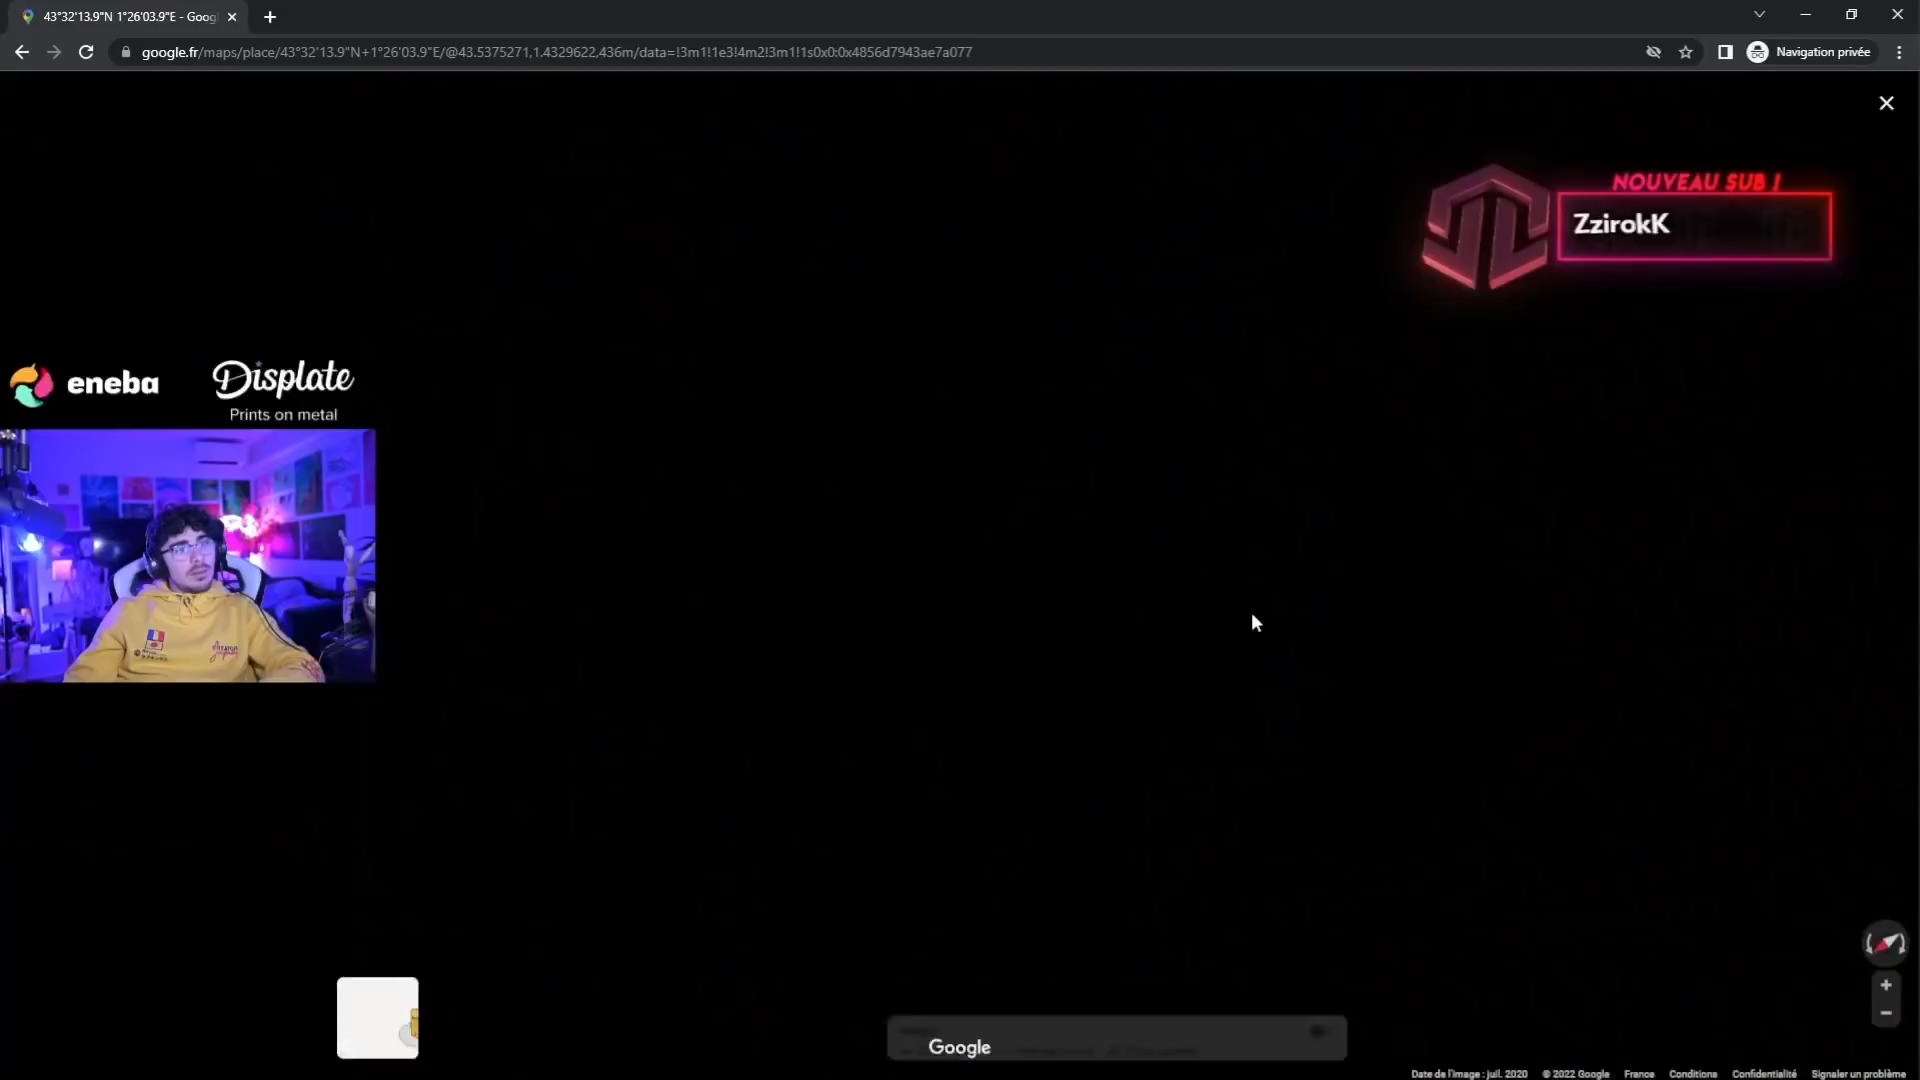 43°32'13.9"N 1°26'03.9"E - Goog
google.fr/maps/place/43°32'13.9"N+1°26'03.9"E/@43.5375271,1.4329622,436m/data=!3m1!1e3!4m2!3m1!1s0x0:0x4856d7943ae7a077
Navigation privée
NOUVEAU SUB !
ZzirokK
eneba
Displate
Prints on metal
Google
Date de l'image : juil. 2020 © 2022 Google France Conditions Confidentialité Signaler un problème